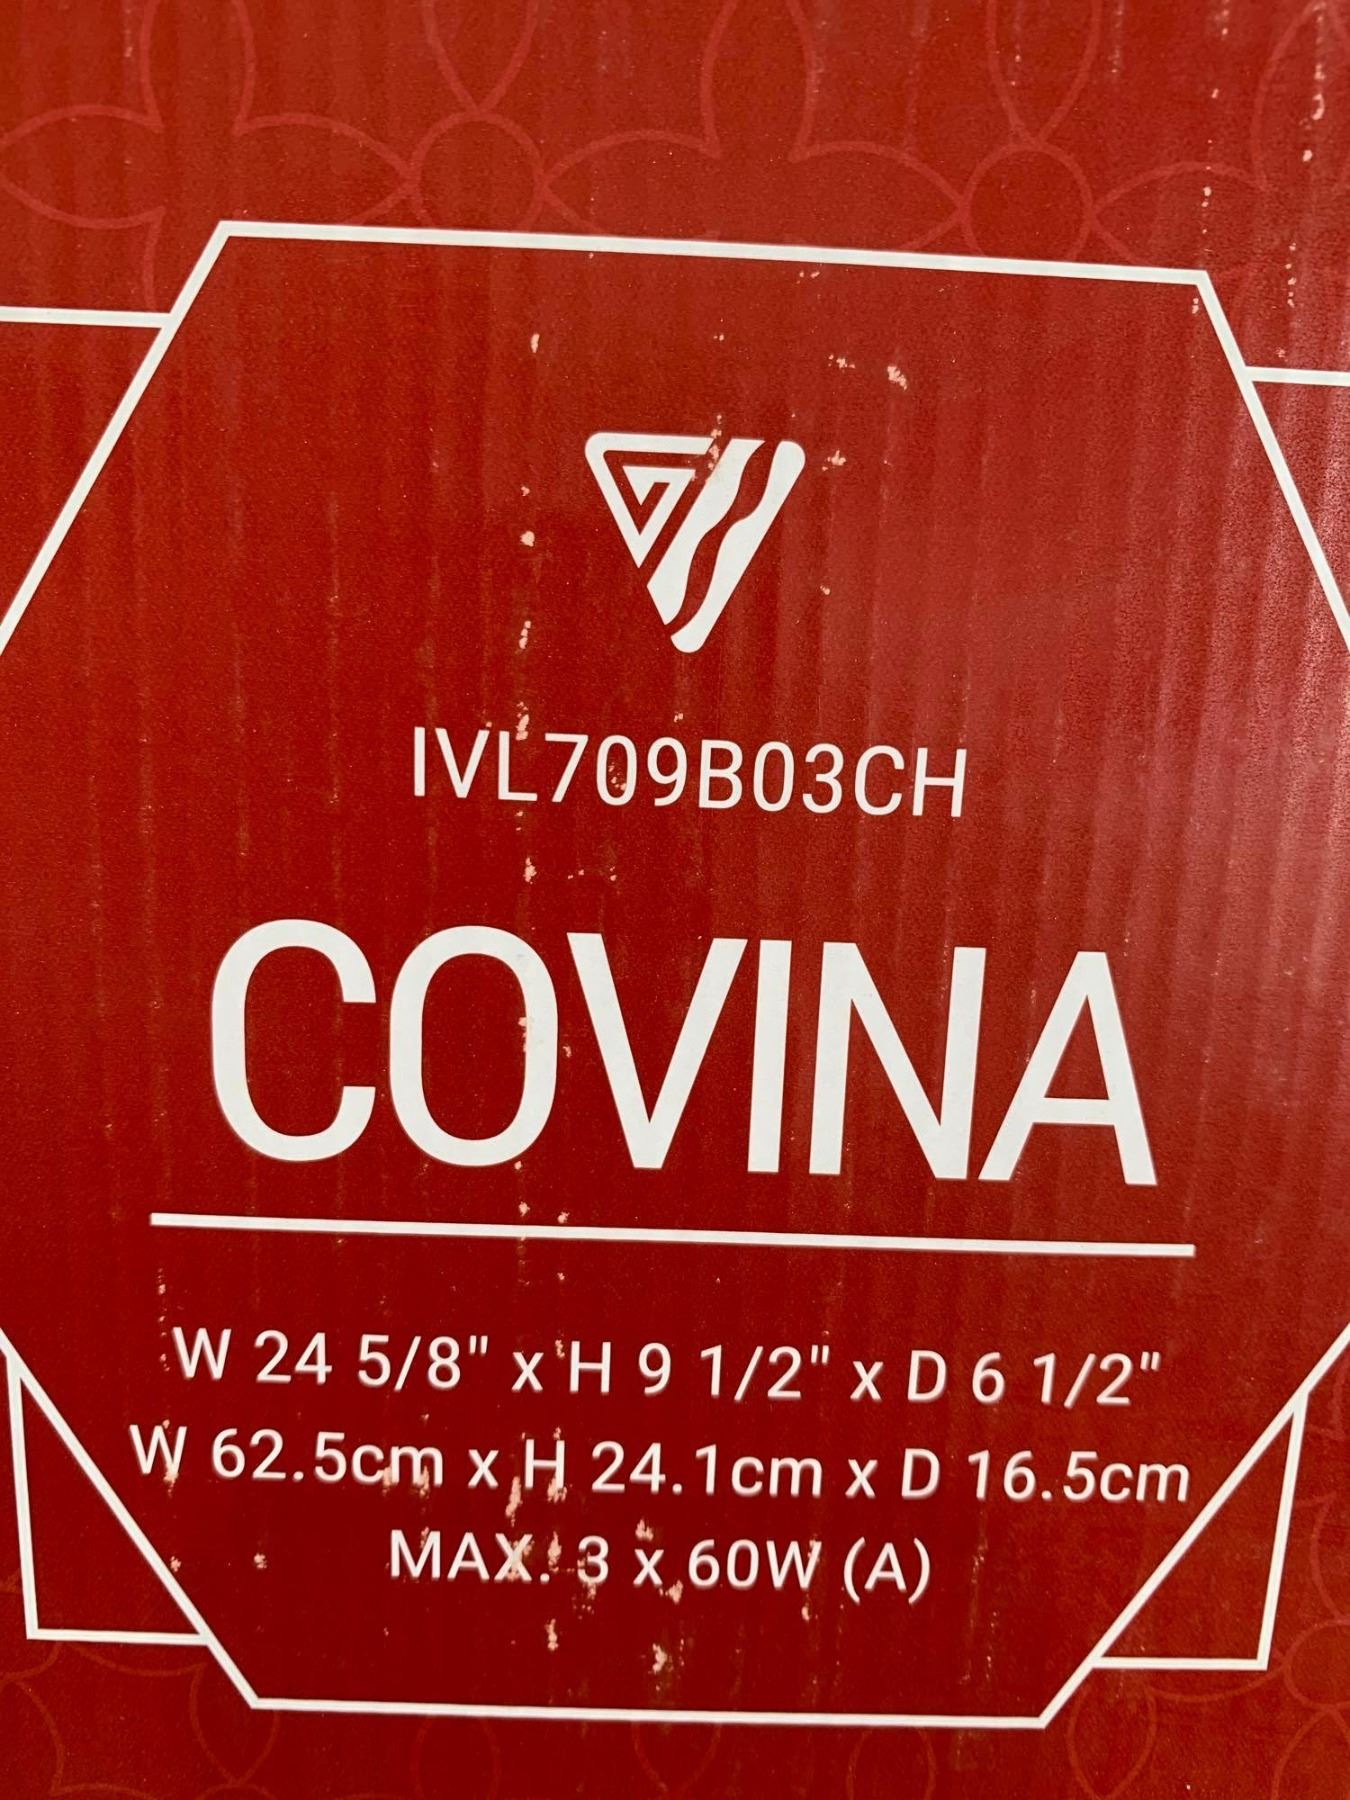 IVL709B03CH
COVINA
W 24 5/8" x H 9 1/2" x D 6 1/2"
W 62.5cm x H 24.1cm x D 16.5cm
MAX. 3 x 60W (A)